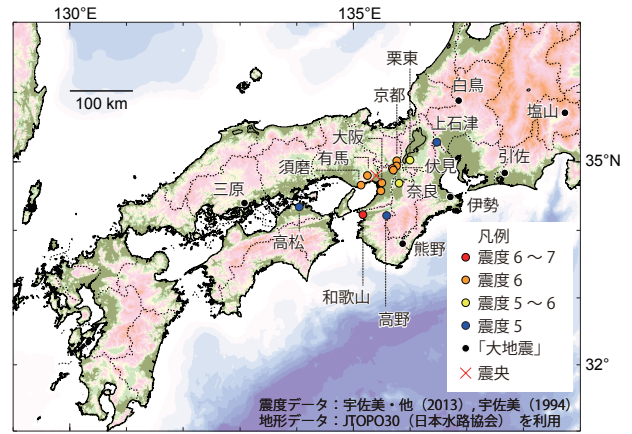 130°E
135°E
栗東
100 km
京都
白鳥
塩山
大阪
上石津
有馬
35°N
須磨
伏見
引佐
三原
奈良
伊勢
高松
熊野
和歌山
高野
凡例
震度6～7
震度6
震度5～6
震度5
「大地震」
震央
32°
震度データ：宇佐美・他（2013）, 宇佐美（1994）
地形データ：JTOPO30（日本水路協会） を利用